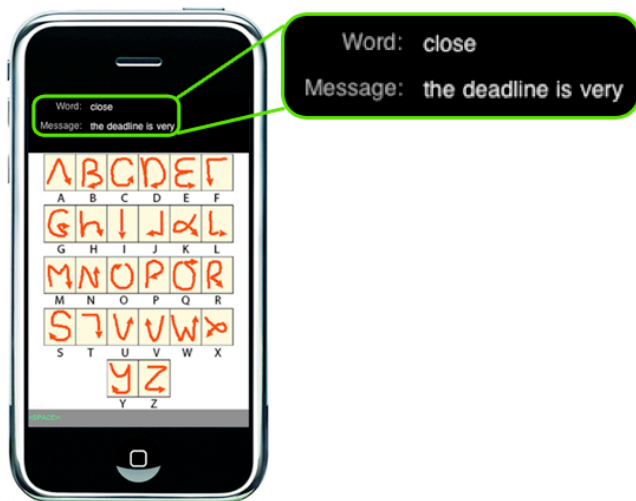 Word: close
Message: the deadline is very
Word: close
Message: the deadline is very
A B C D E F
G H I J K L
M N O P Q R
S T U V W X
Y Z
<SPACE>